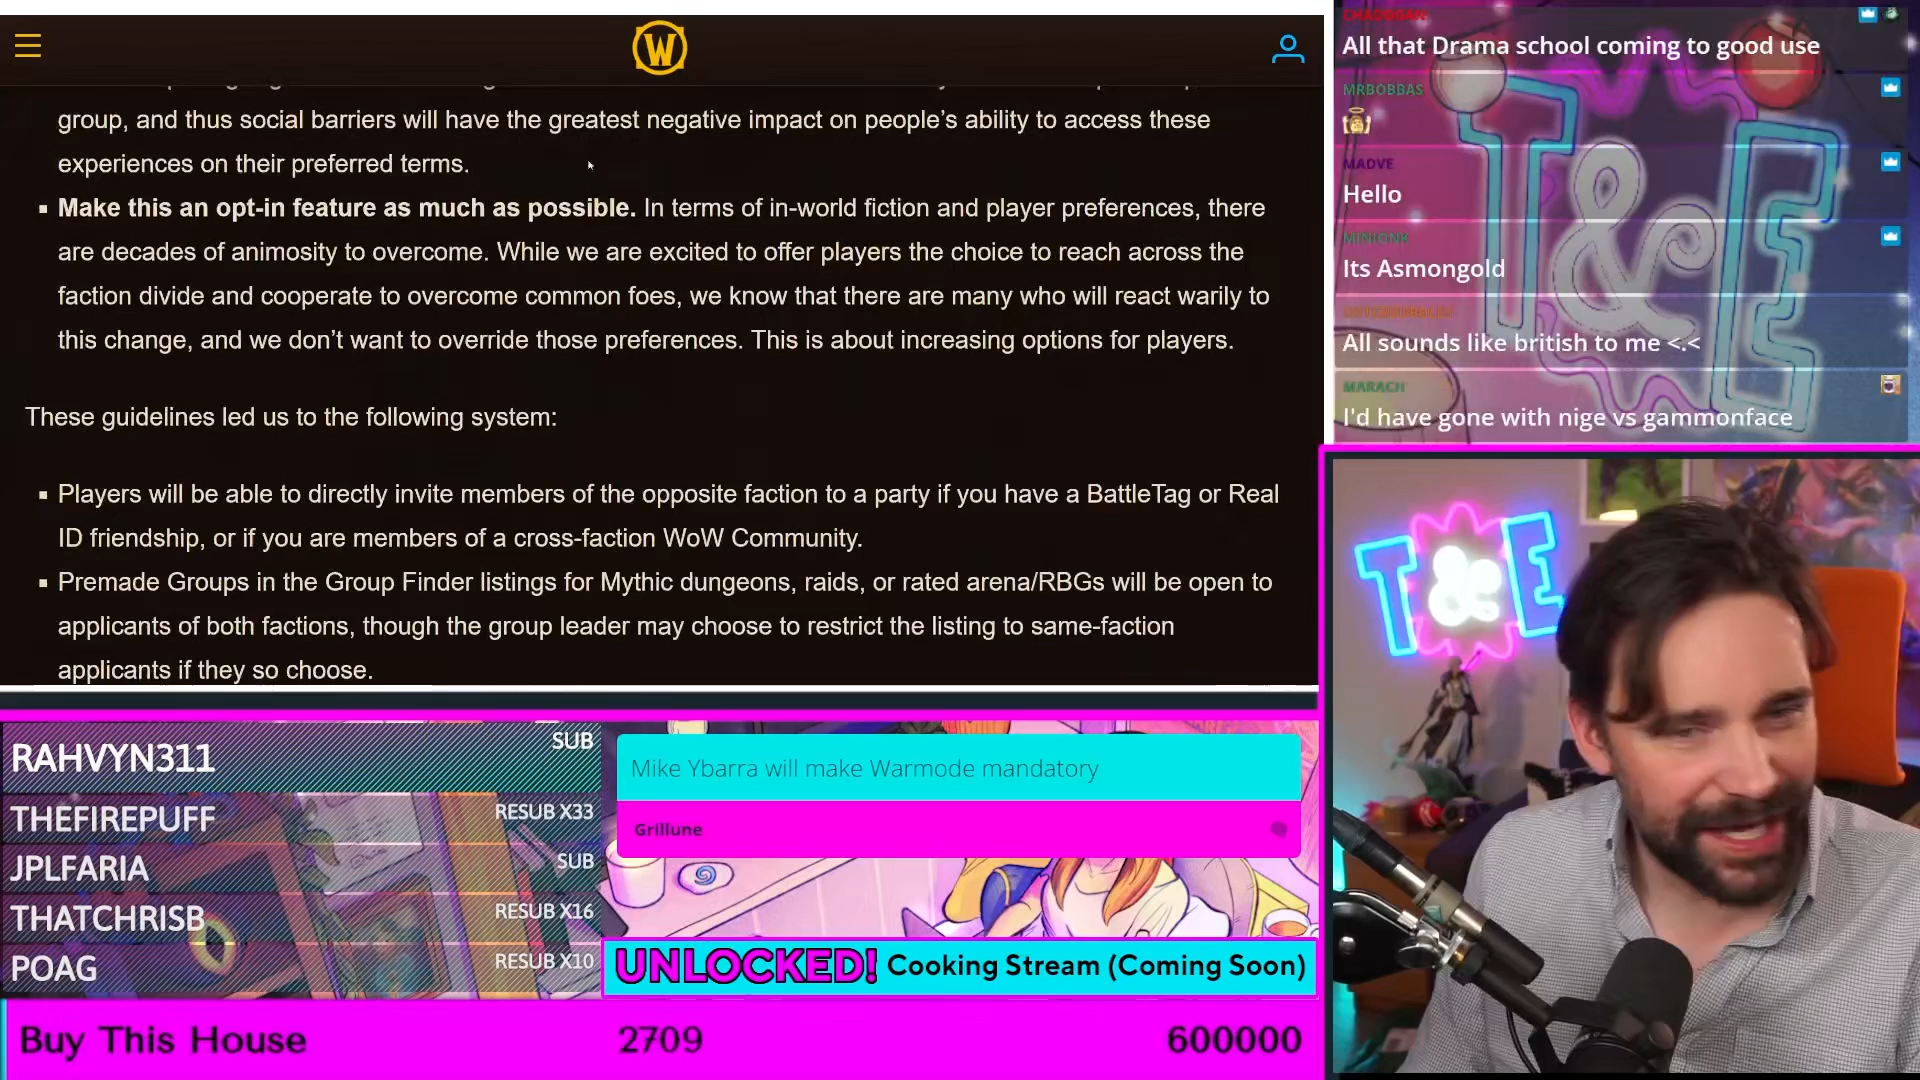 group, and thus social barriers will have the greatest negative impact on people’s ability to access these
experiences on their preferred terms.
Make this an opt-in feature as much as possible. In terms of in-world fiction and player preferences, there
are decades of animosity to overcome. While we are excited to offer players the choice to reach across the
faction divide and cooperate to overcome common foes, we know that there are many who will react warily to
this change, and we don’t want to override those preferences. This is about increasing options for players.
These guidelines led us to the following system:
Players will be able to directly invite members of the opposite faction to a party if you have a BattleTag or Real
ID friendship, or if you are members of a cross-faction WoW Community.
Premade Groups in the Group Finder listings for Mythic dungeons, raids, or rated arena/RBGs will be open to
applicants of both factions, though the group leader may choose to restrict the listing to same-faction
applicants if they so choose.
W
All that Drama school coming to good use
MRBOBBAS
MADVE
Hello
Its Asmongold
All sounds like british to me <.<
MARACH
I'd have gone with nige vs gammonface
T&E
T&E
RAHVYN311 SUB
THEFIREPUFF RESUB X33
JPLFARIA SUB
THATCHRISB RESUB X16
POAG RESUB X10
Mike Ybarra will make Warmode mandatory
Grillune
UNLOCKED! Cooking Stream (Coming Soon)
Buy This House 2709 600000